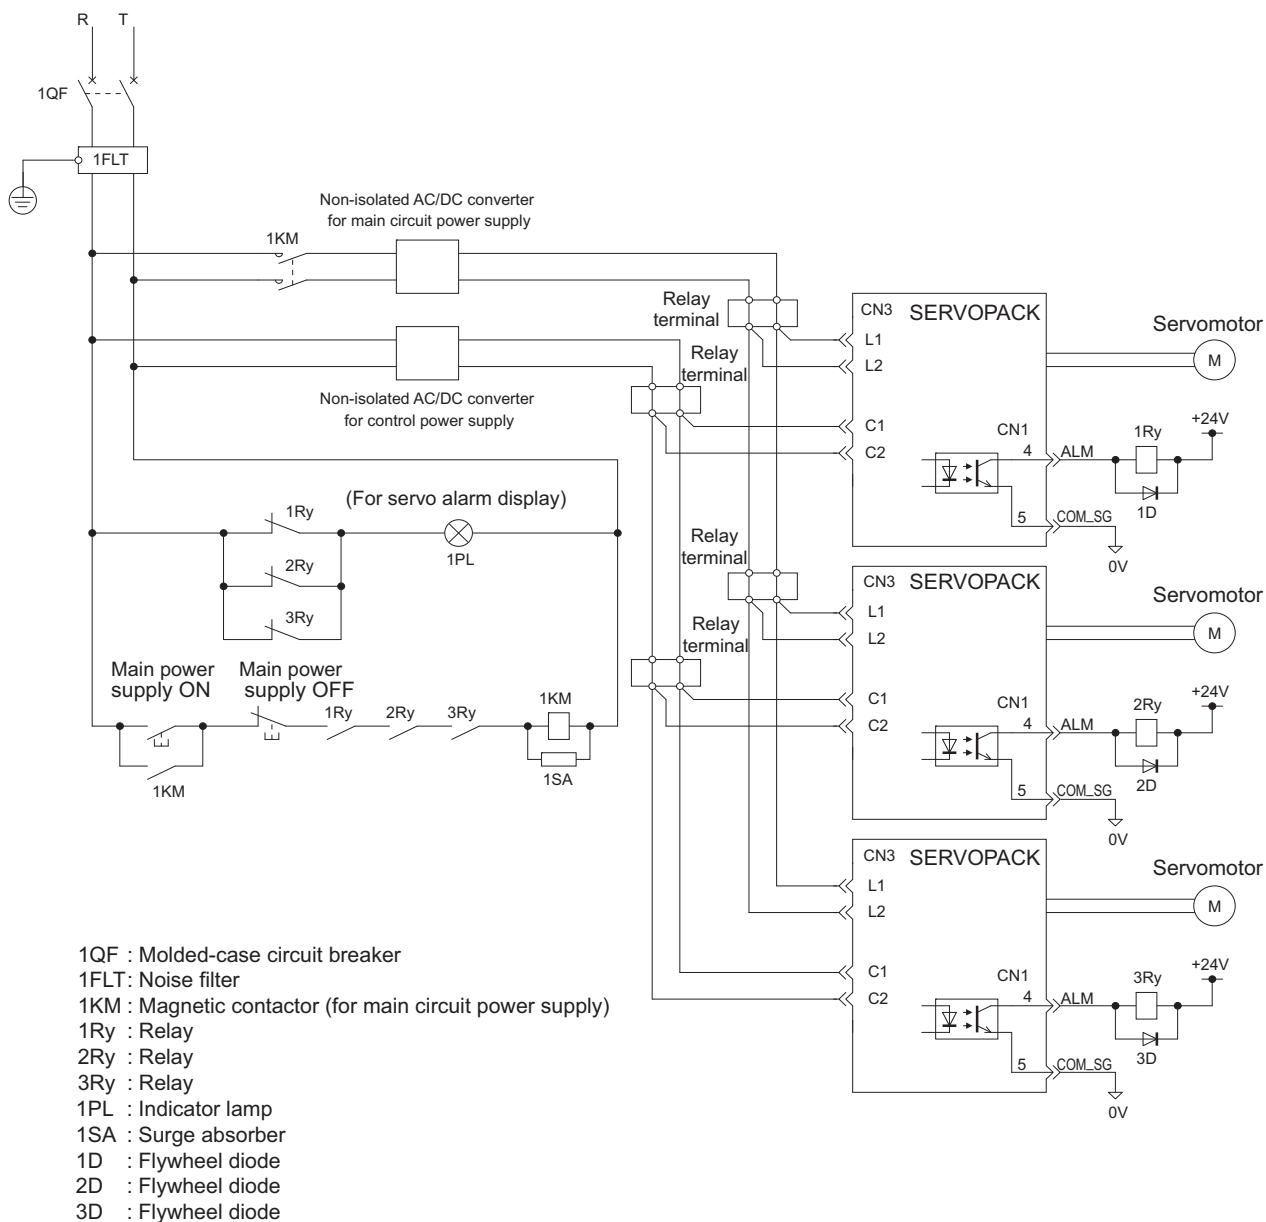 R T
1QF
1FLT
Non-isolated AC/DC converter
for main circuit power supply
1KM
Non-isolated AC/DC converter
for control power supply
Relay
terminal
Relay
terminal
CN3 SERVOPACK
L1
L2
C1
C2
CN1
4
ALM
5
COM_SG
0V
1Ry
1D
+24V
Servomotor
M
(For servo alarm display)
1Ry
1PL
2Ry
3Ry
Relay
terminal
Relay
terminal
CN3 SERVOPACK
L1
L2
C1
C2
CN1
4
ALM
5
COM_SG
0V
2Ry
2D
+24V
Servomotor
M
Main power
supply ON
Main power
supply OFF
1Ry 2Ry 3Ry
1KM
1SA
1KM
CN3 SERVOPACK
L1
L2
C1
C2
CN1
4
ALM
5
COM_SG
0V
3Ry
3D
+24V
Servomotor
M
1QF : Molded-case circuit breaker
1FLT : Noise filter
1KM : Magnetic contactor (for main circuit power supply)
1Ry : Relay
2Ry : Relay
3Ry : Relay
1PL : Indicator lamp
1SA : Surge absorber
1D : Flywheel diode
2D : Flywheel diode
3D : Flywheel diode